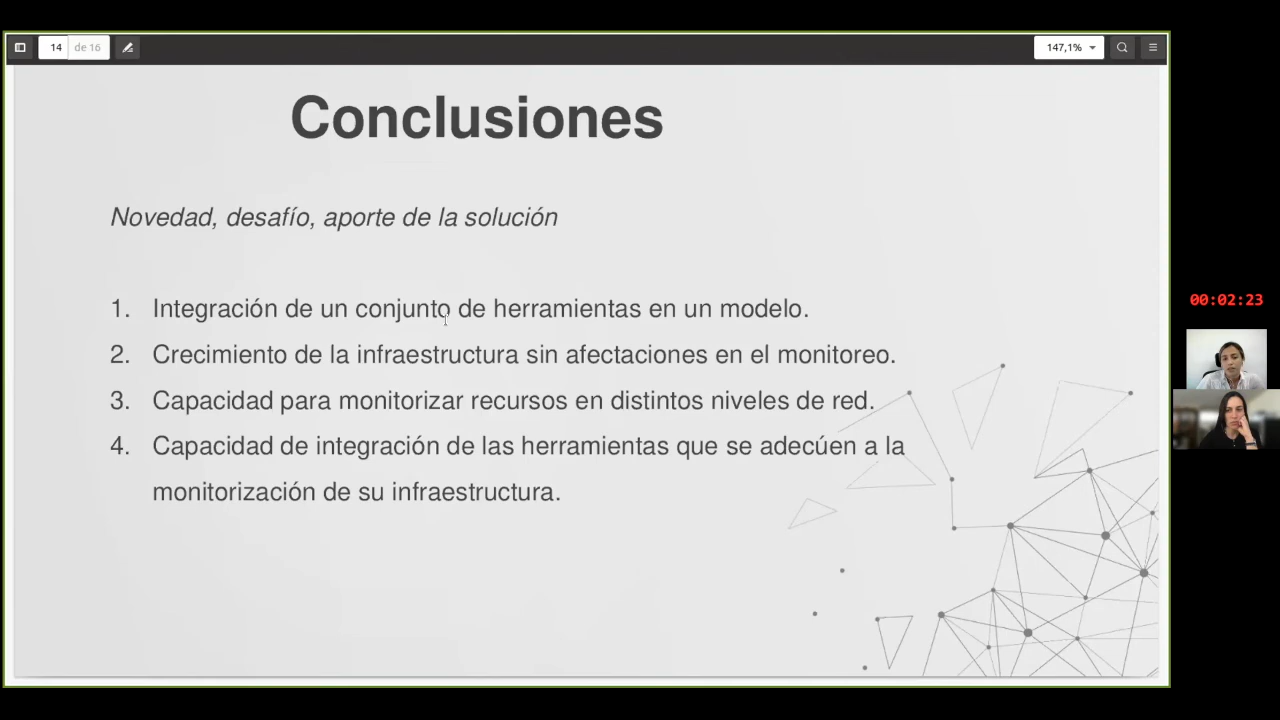 14 de 16
147,1%
Conclusiones
Novedad, desafío, aporte de la solución
1. Integración de un conjunto de herramientas en un modelo.
2. Crecimiento de la infraestructura sin afectaciones en el monitoreo.
3. Capacidad para monitorizar recursos en distintos niveles de red.
4. Capacidad de integración de las herramientas que se adecúen a la
monitorización de su infraestructura.
00:02:23